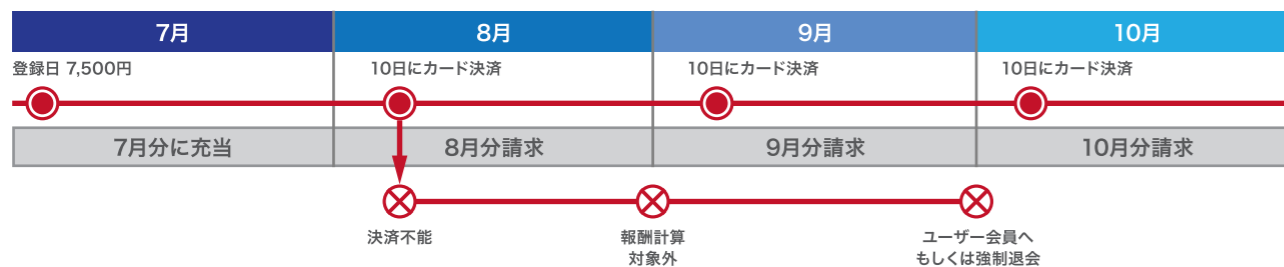 7月
8月
9月
10月
登録日 7,500円
10日にカード決済
10日にカード決済
10日にカード決済
7月分に充当
8月分請求
9月分請求
10月分請求
決済不能
報酬計算
対象外
ユーザー会員へ
もしくは強制退会